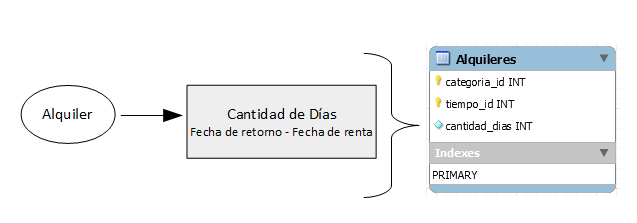 Alquiler
Cantidad de Días
Fecha de retorno - Fecha de renta
Alquileres
categoria_id INT
tiempo_id INT
cantidad_dias INT
Indexes
PRIMARY